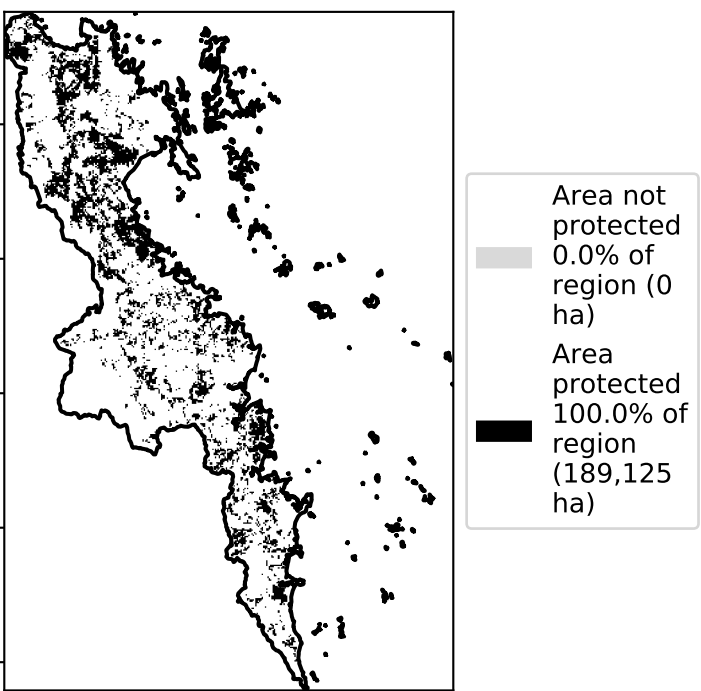 Area not
protected
0.0% of
region (0
ha)
Area
protected
100.0% of
region
(189,125
ha)